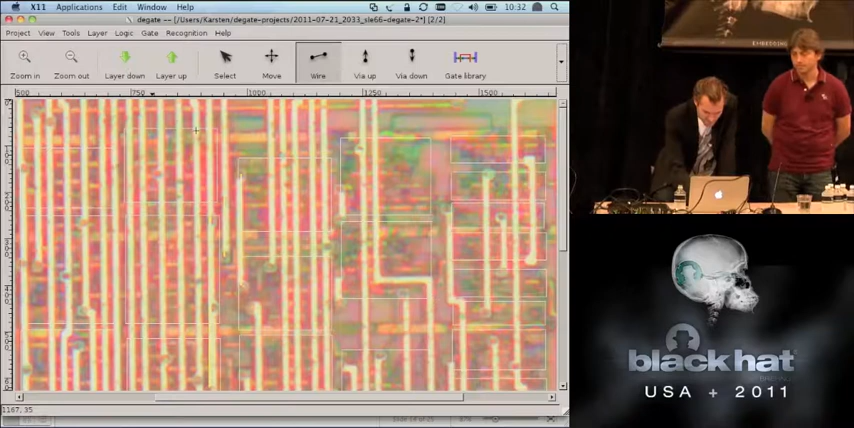 X11 Applications Edit Window Help
10:32
degate -- [/Users/Karsten/degate-projects/2011-07-21_2033_sle66-degate-2*] [2/2]
Project View Tools Layer Logic Gate Recognition Help
Zoom in Zoom out Layer down Layer up Select Move Wire Via up Via down Gate library
500 750 1000 1250 1500
1167, 35
black hat
USA + 2011